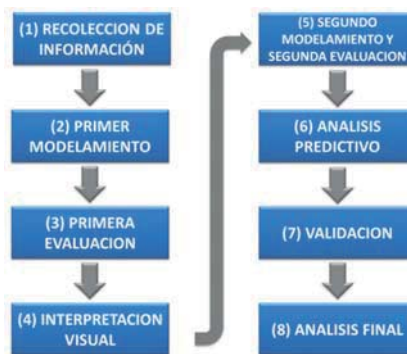 (1) RECOLECCION DE
INFORMACIÓN
(2) PRIMER
MODELAMIENTO
(3) PRIMERA
EVALUACION
(4) INTERPRETACION
VISUAL
(5) SEGUNDO
MODELAMIENTO Y
SEGUNDA EVALUACION
(6) ANALISIS
PREDICTIVO
(7) VALIDACION
(8) ANALISIS FINAL